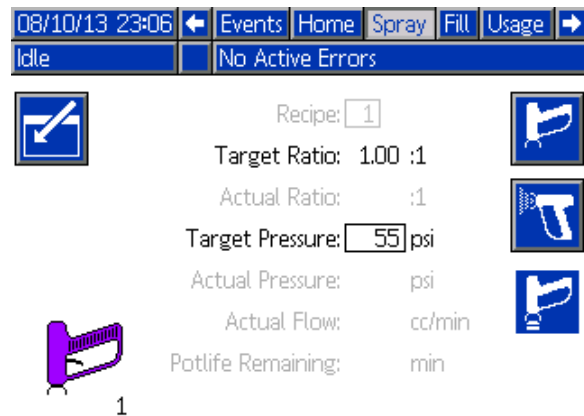 08/10/13 23:06 Events Home Spray Fill Usage
Idle No Active Errors
Recipe: 1
Target Ratio: 1.00 :1
Actual Ratio: :1
Target Pressure: 55 psi
Actual Pressure: psi
Actual Flow: cc/min
Potlife Remaining: min
1